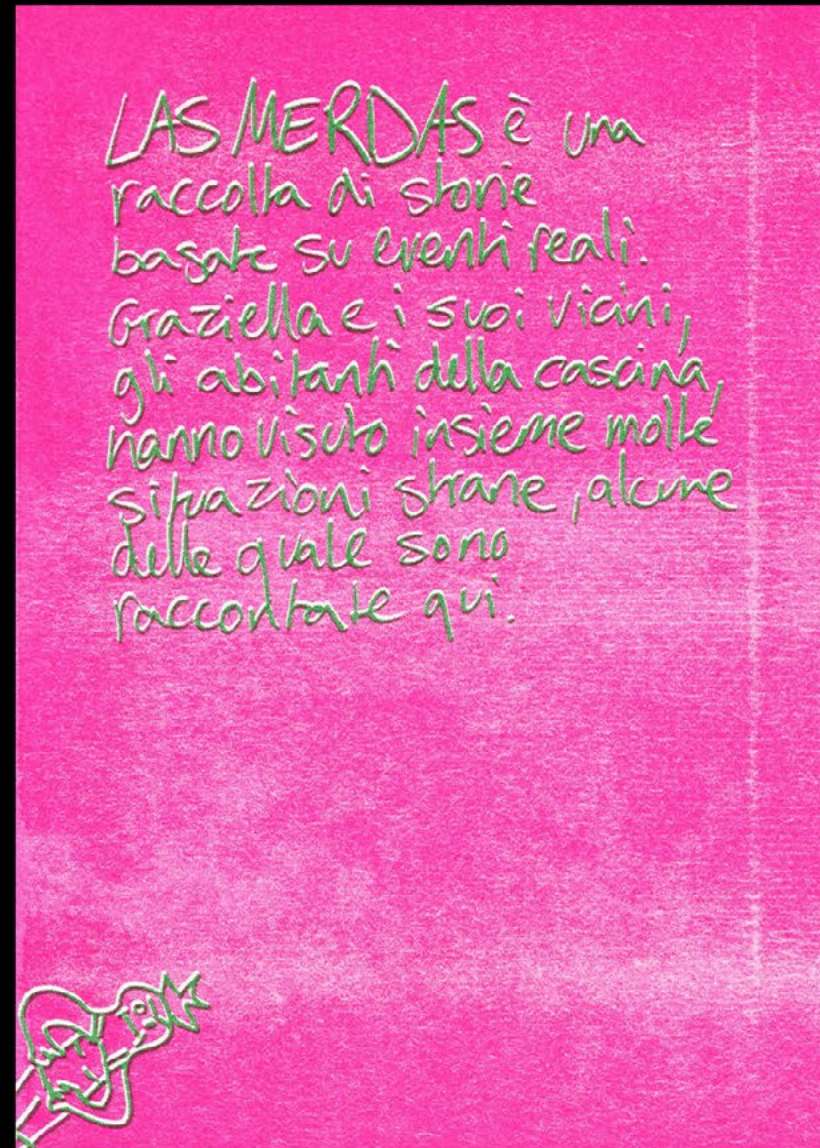 LAS MERDAS è una
raccolta di storie
basate su eventi reali.
Graziella e i suoi vicini,
gli abitanti della cascina,
hanno visuto insieme molte
situazioni strane, alcune
delle quale sono
raccontate qui.